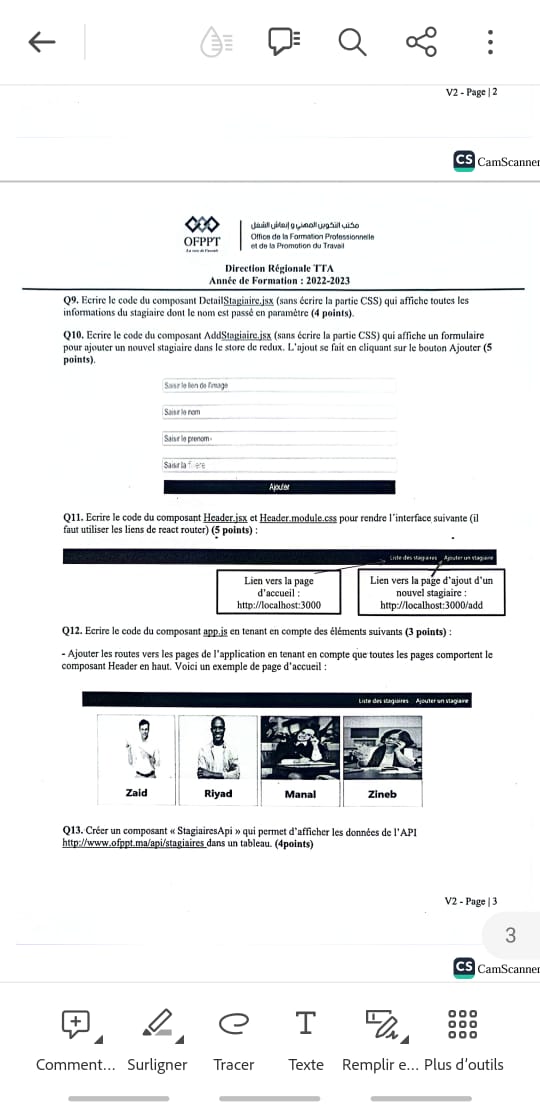 V2 - Page | 2
CS CamScanner
مكتب التكوين المهني و إنعاش الشغل
OFPPT
Office de la Formation Professionnelle
et de la Promotion du Travail
Direction Régionale TTA
Année de Formation : 2022-2023
Q9. Ecrire le code du composant DetailStagiaire.jsx (sans écrire la partie CSS) qui affiche toutes les
informations du stagiaire dont le nom est passé en paramètre (4 points).
Q10. Ecrire le code du composant AddStagiaire.jsx (sans écrire la partie CSS) qui affiche un formulaire
pour ajouter un nouvel stagiaire dans le store de redux. L'ajout se fait en cliquant sur le bouton Ajouter (5
points).
Saisir le lien de l'image
Saisir le nom
Saisir le prenom
Saisir la
Ajouter
Q11. Ecrire le code du composant Header.jsx et Header.module.css pour rendre l'interface suivante (il
faut utiliser les liens de react router) (5 points) :
Liste des stagiaires Ajouter un stagiaire
Lien vers la page
d'accueil :
http://localhost:3000
Lien vers la page d'ajout d'un
nouvel stagiaire :
http://localhost:3000/add
Q12. Ecrire le code du composant app.js en tenant en compte des éléments suivants (3 points) :
- Ajouter les routes vers les pages de l'application en tenant en compte que toutes les pages comportent le
composant Header en haut. Voici un exemple de page d'accueil :
Liste des stagiaires Ajouter un stagiaire
Zaid Riyad Manal Zineb
Q13. Créer un composant « StagiairesApi » qui permet d'afficher les données de l'API
http://www.ofppt.ma/api/stagiaires dans un tableau. (4points)
V2 - Page | 3
3
CS CamScanner
Comment... Surligner Tracer Texte Remplir e... Plus d'outils